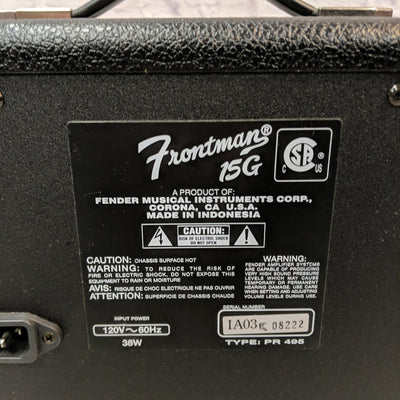 Frontman®
15G
CSA
C US
A PRODUCT OF:
FENDER MUSICAL INSTRUMENTS CORP.,
CORONA, CA U.S.A.
MADE IN INDONESIA
CAUTION:
RISK OF ELECTRIC SHOCK
DO NOT OPEN
CAUTION: CHASSIS SURFACE HOT
WARNING: TO REDUCE THE RISK OF
FIRE OR ELECTRIC SHOCK, DO NOT EXPOSE THIS
EQUIPMENT TO RAIN OR MOISTURE
AVIS: RISQUE DE CHOC ELECTRIQUE NE PAS OUVRIR
ATTENTION: SUPERFICIE DE CHASSIS CHAUDE
WARNING:
FENDER AMPLIFIER SYSTEMS
ARE CAPABLE OF PRODUCING
VERY HIGH SOUND PRESSURE
LEVELS WHICH MAY CAUSE
TEMPORARY OR PERMANENT
HEARING DAMAGE. USE CARE
WHEN SETTING AND ADJUSTING
VOLUME LEVELS DURING USE.
INPUT POWER
120V~60Hz
38W
SERIAL NUMBER
IA03 08222
TYPE: PR 495